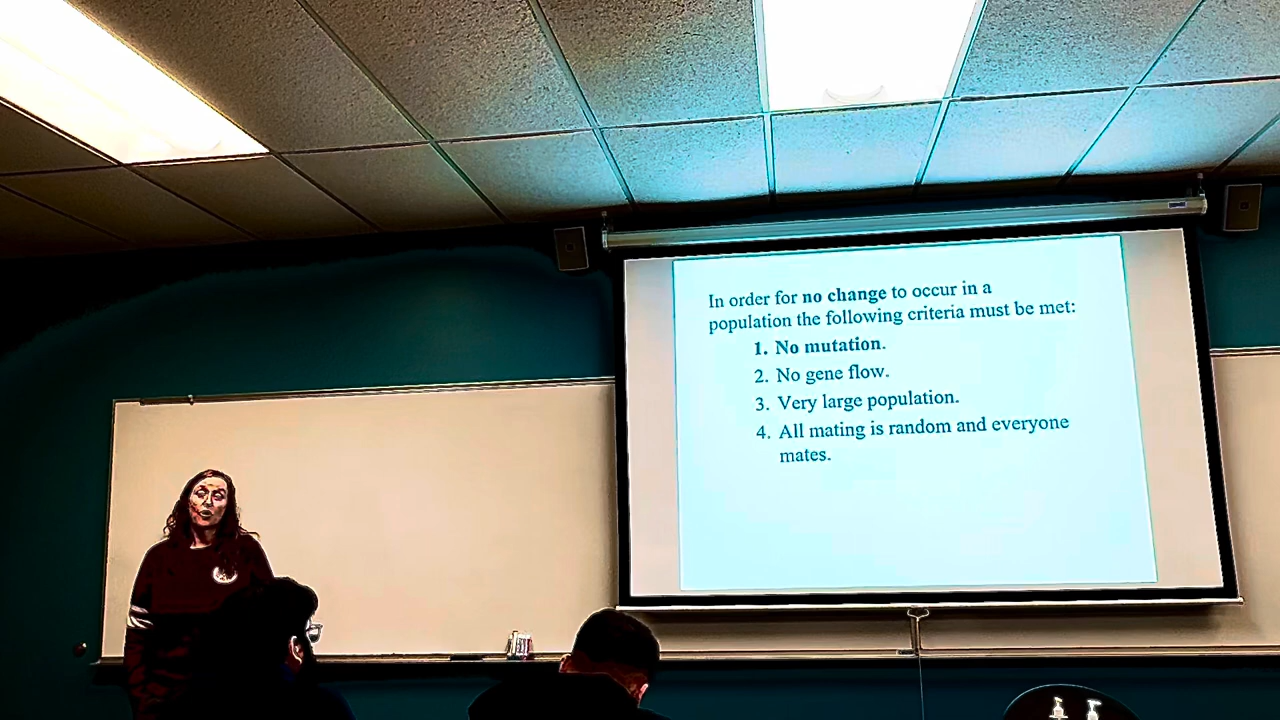 In order for no change to occur in a
population the following criteria must be met:
1. No mutation.
2. No gene flow.
3. Very large population.
4. All mating is random and everyone
mates.